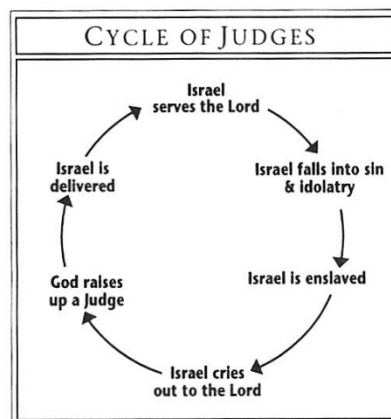 CYCLE OF JUDGES
Israel
serves the Lord
Israel falls into sin
& idolatry
Israel is enslaved
Israel cries
out to the Lord
God raises
up a Judge
Israel is
delivered